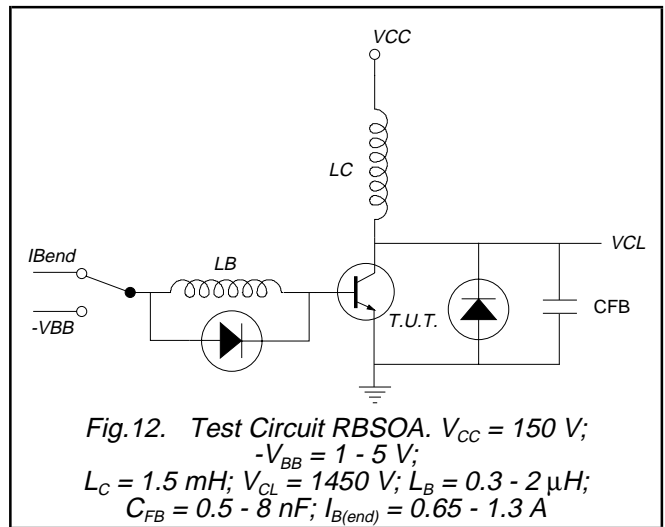 VCC
LC
IBend
LB
VCL
-VBB
T.U.T.
CFB
Fig.12. Test Circuit RBSOA. VCC = 150 V;
-VBB = 1 - 5 V;
LC = 1.5 mH; VCL = 1450 V; LB = 0.3 - 2 μH;
CFB = 0.5 - 8 nF; IB(end) = 0.65 - 1.3 A